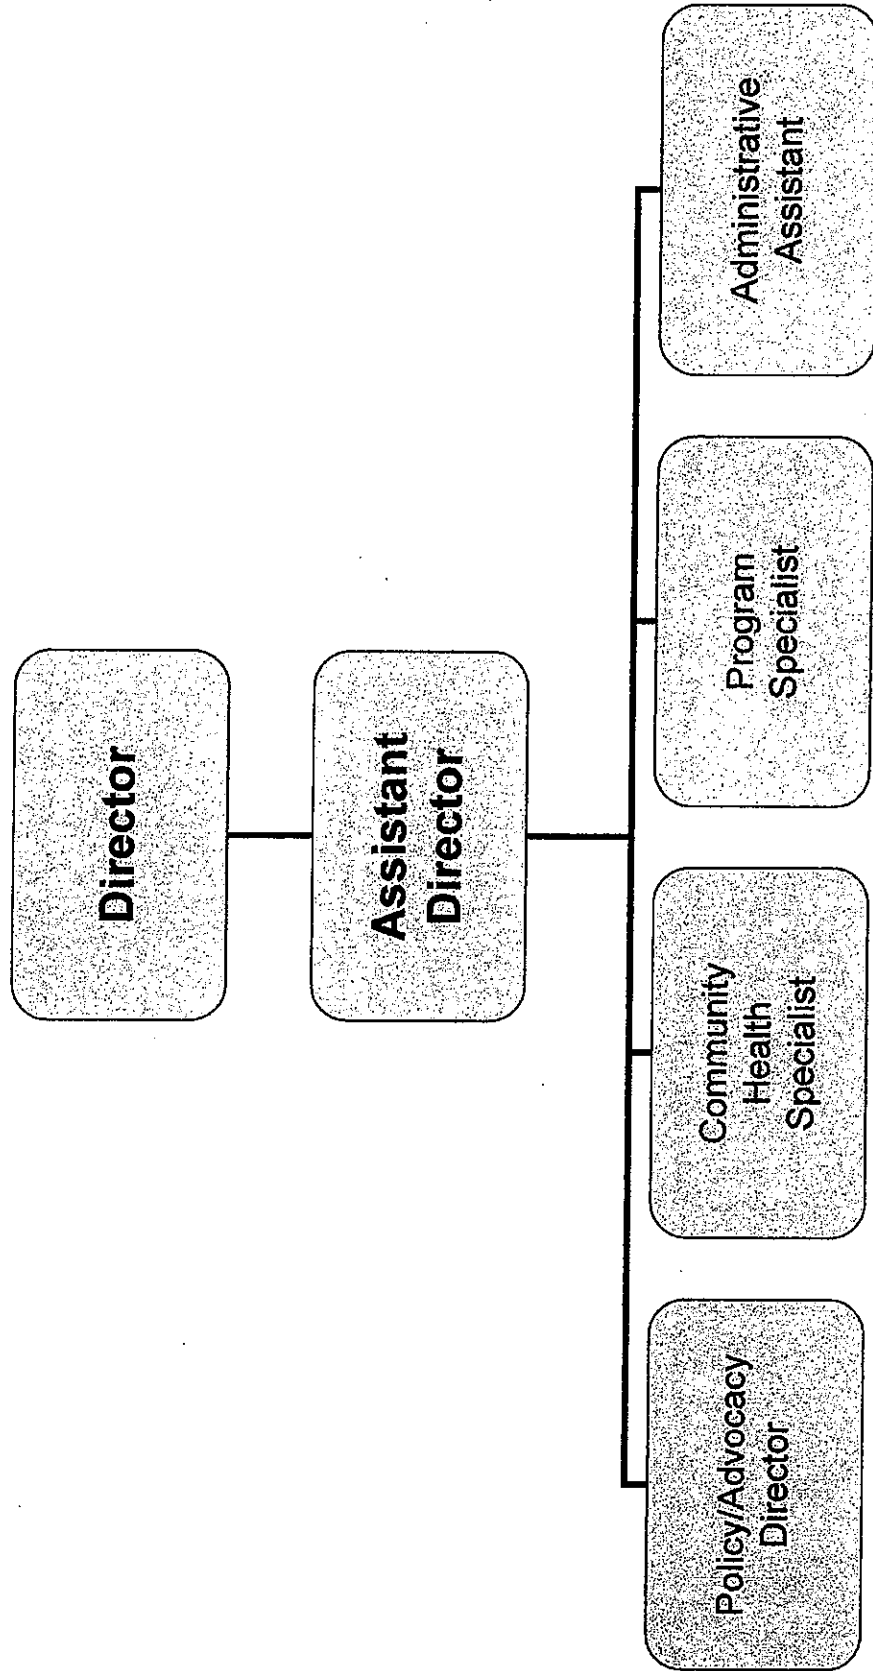 Director
Assistant
Director
Policy/Advocacy
Director
Community
Health
Specialist
Program
Specialist
Administrative
Assistant